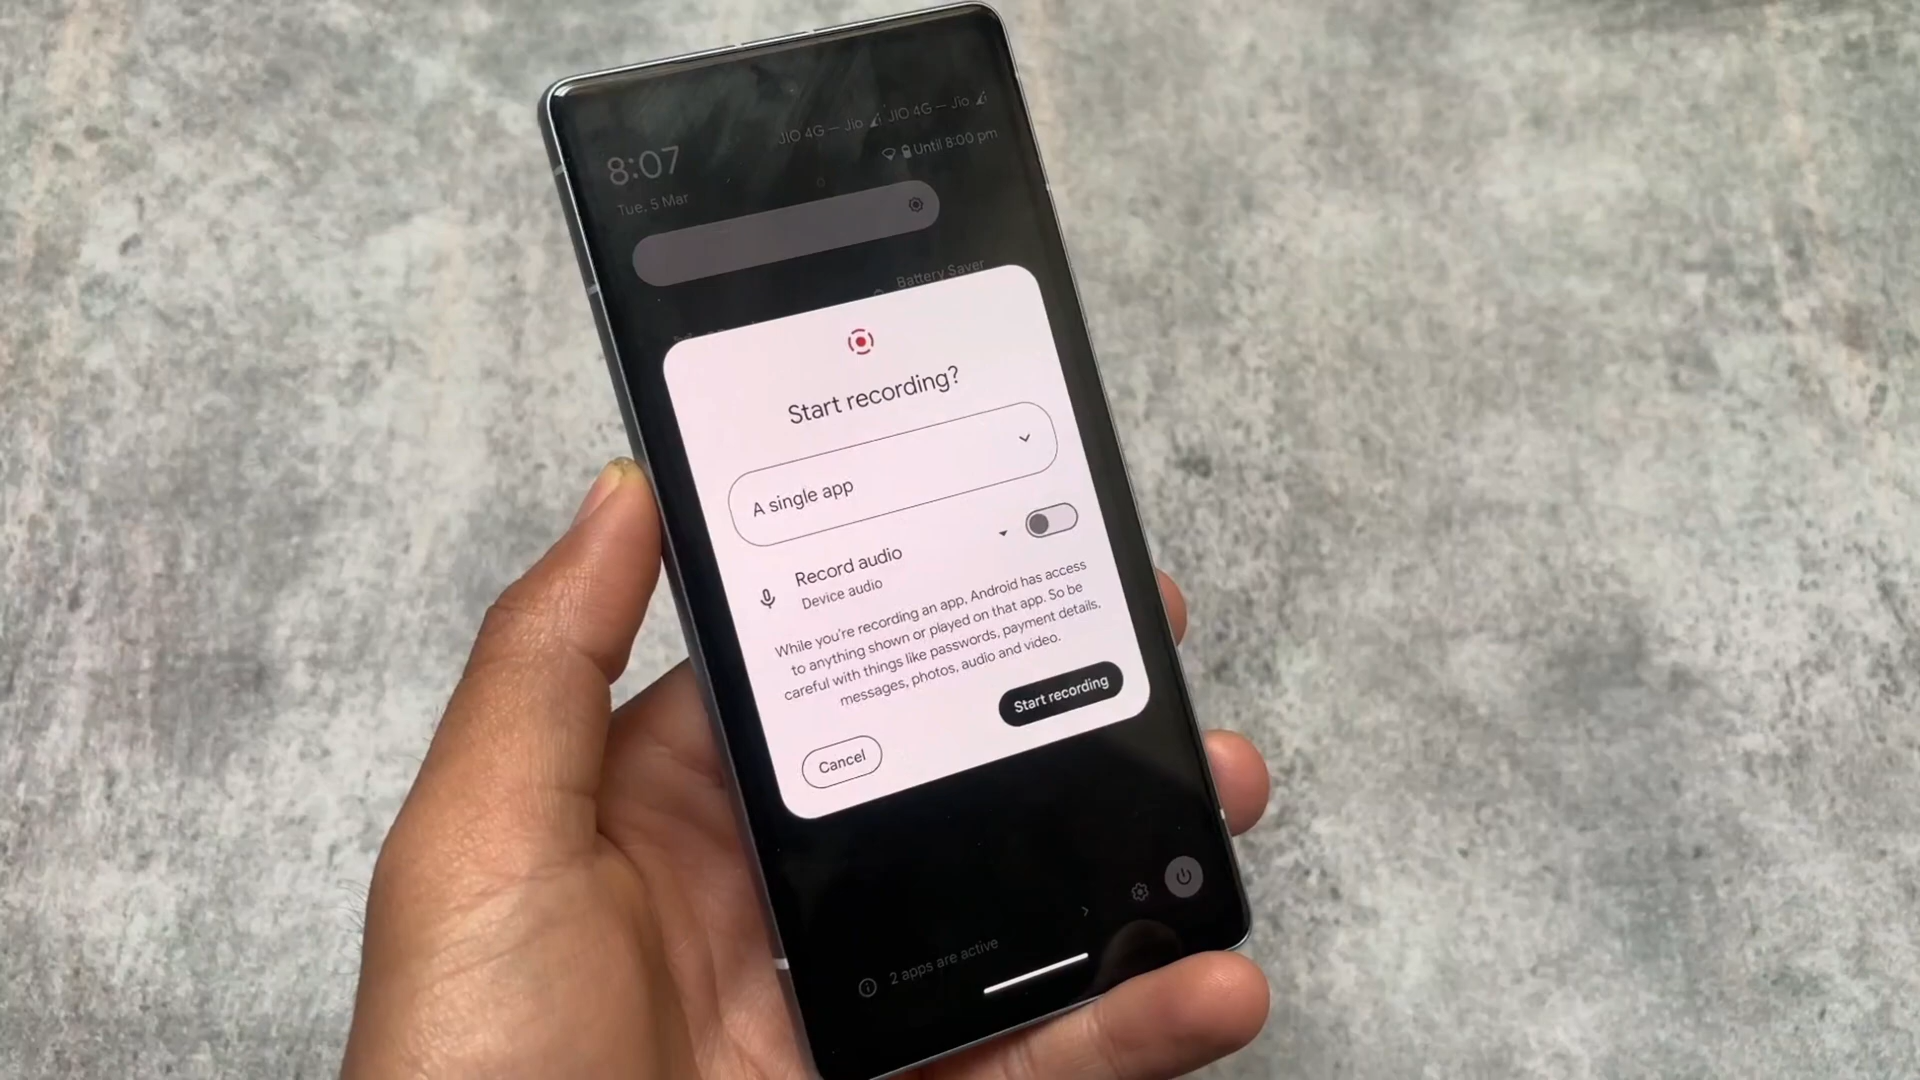 JIO 4G — Jio JIO 4G — Jio
8:07
Until 8:00 pm
Tue, 5 Mar
Battery Saver
Start recording?
A single app
Record audio
Device audio
While you're recording an app, Android has access
to anything shown or played on that app. So be
careful with things like passwords, payment details,
messages, photos, audio and video.
Start recording
Cancel
2 apps are active